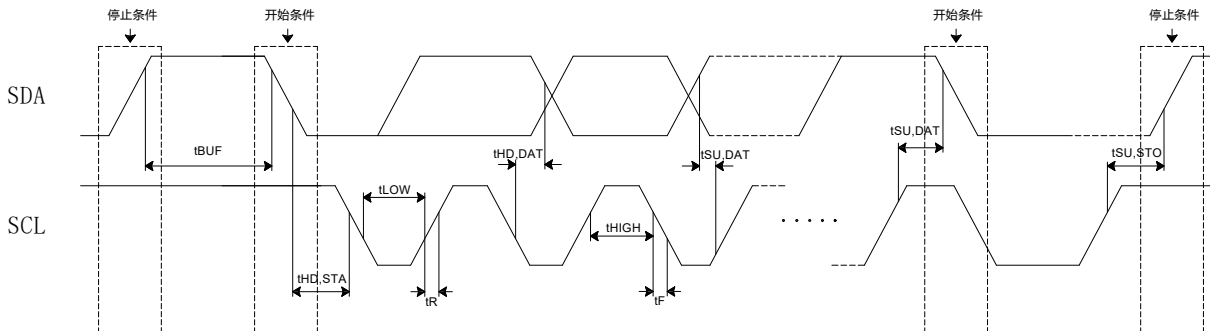 停止条件
开始条件
开始条件
停止条件
SDA
tBUF
tHD,DAT
tSU,DAT
tSU,DAT
tSU,STO
SCL
tLOW
tHIGH
tHD,STA
tR
tF